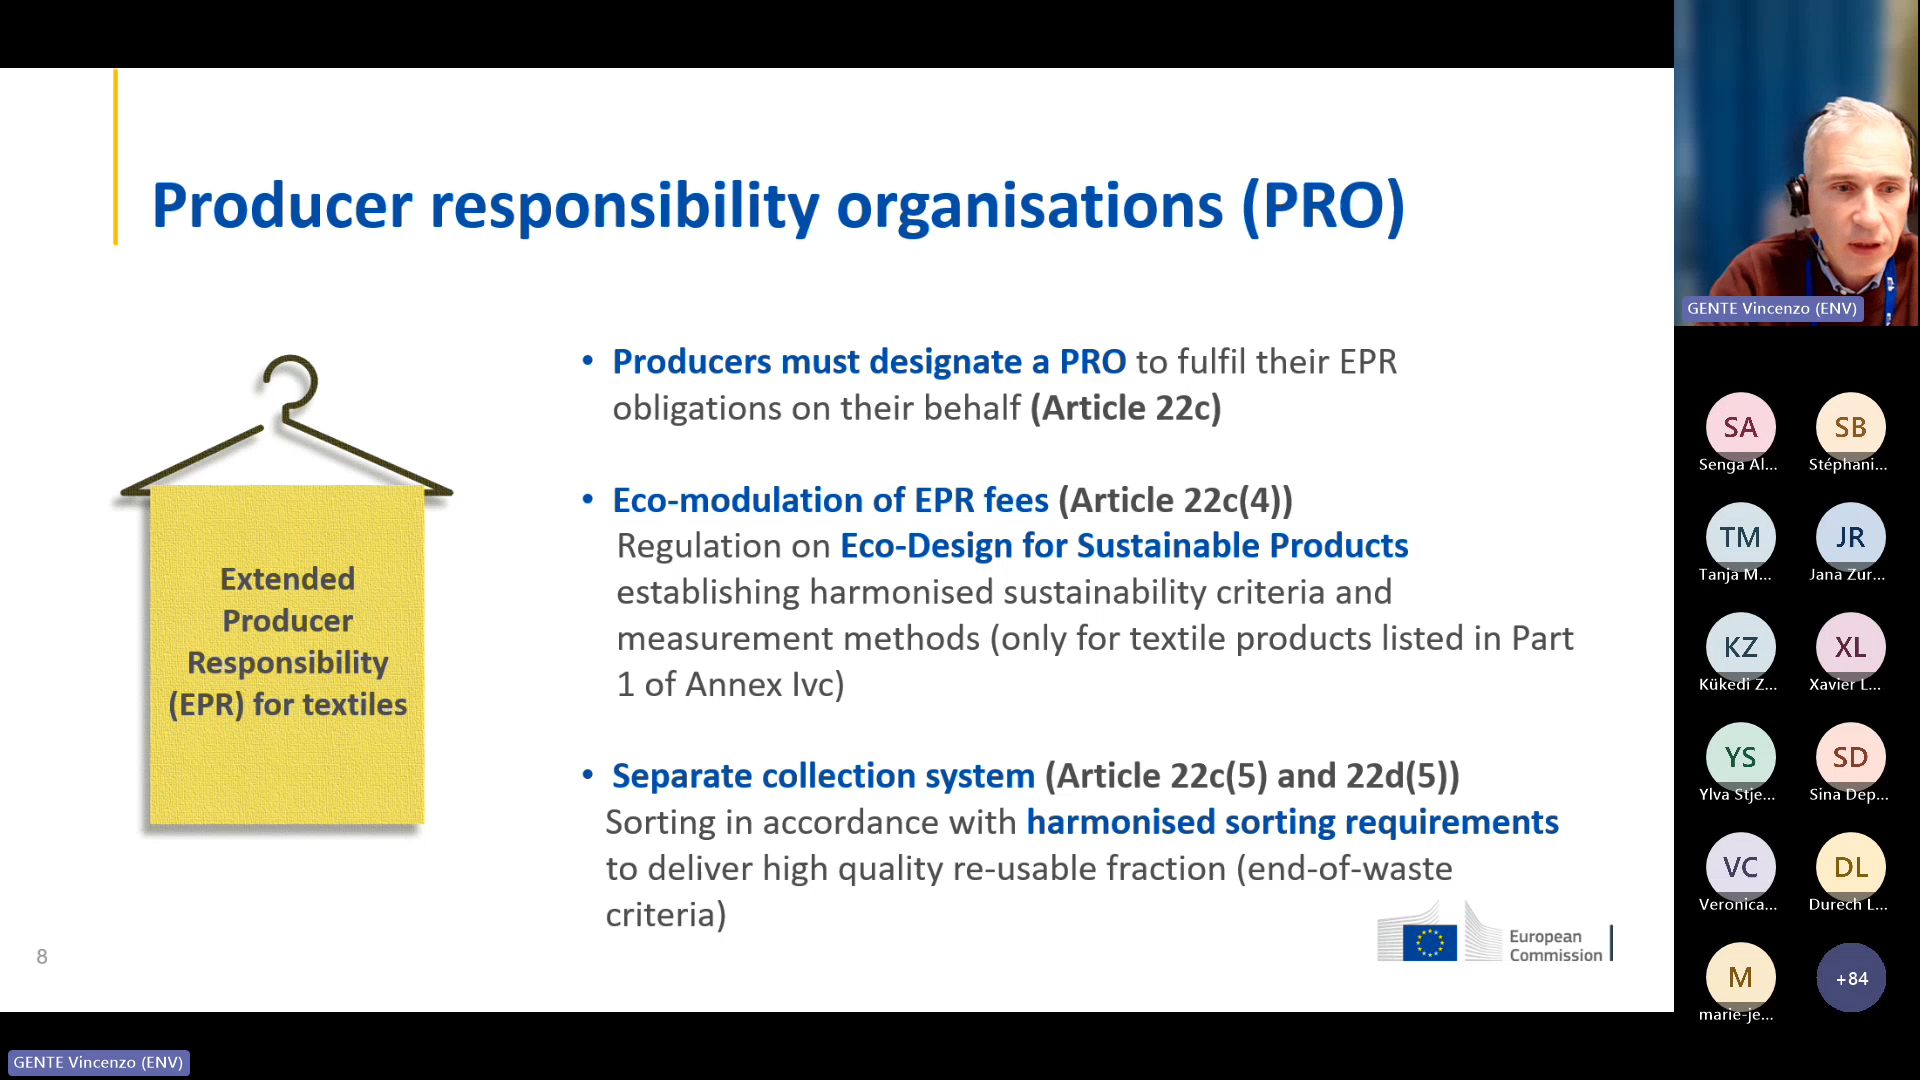 Producer responsibility organisations (PRO)
Extended
Producer
Responsibility
(EPR) for textiles
• Producers must designate a PRO to fulfil their EPR
obligations on their behalf (Article 22c)
• Eco-modulation of EPR fees (Article 22c(4))
Regulation on Eco-Design for Sustainable Products
establishing harmonised sustainability criteria and
measurement methods (only for textile products listed in Part
1 of Annex Ivc)
• Separate collection system (Article 22c(5) and 22d(5))
Sorting in accordance with harmonised sorting requirements
to deliver high quality re-usable fraction (end-of-waste
criteria)
European
Commission
8
GENTE Vincenzo (ENV)
GENTE Vincenzo (ENV)
SA
Senga Al...
SB
Stéphani...
TM
Tanja M...
JR
Jana Zur...
KZ
Kükedi Z...
XL
Xavier L...
YS
Ylva Stje...
SD
Sina Dep...
VC
Veronica...
DL
Durech L...
M
marie-je...
+84